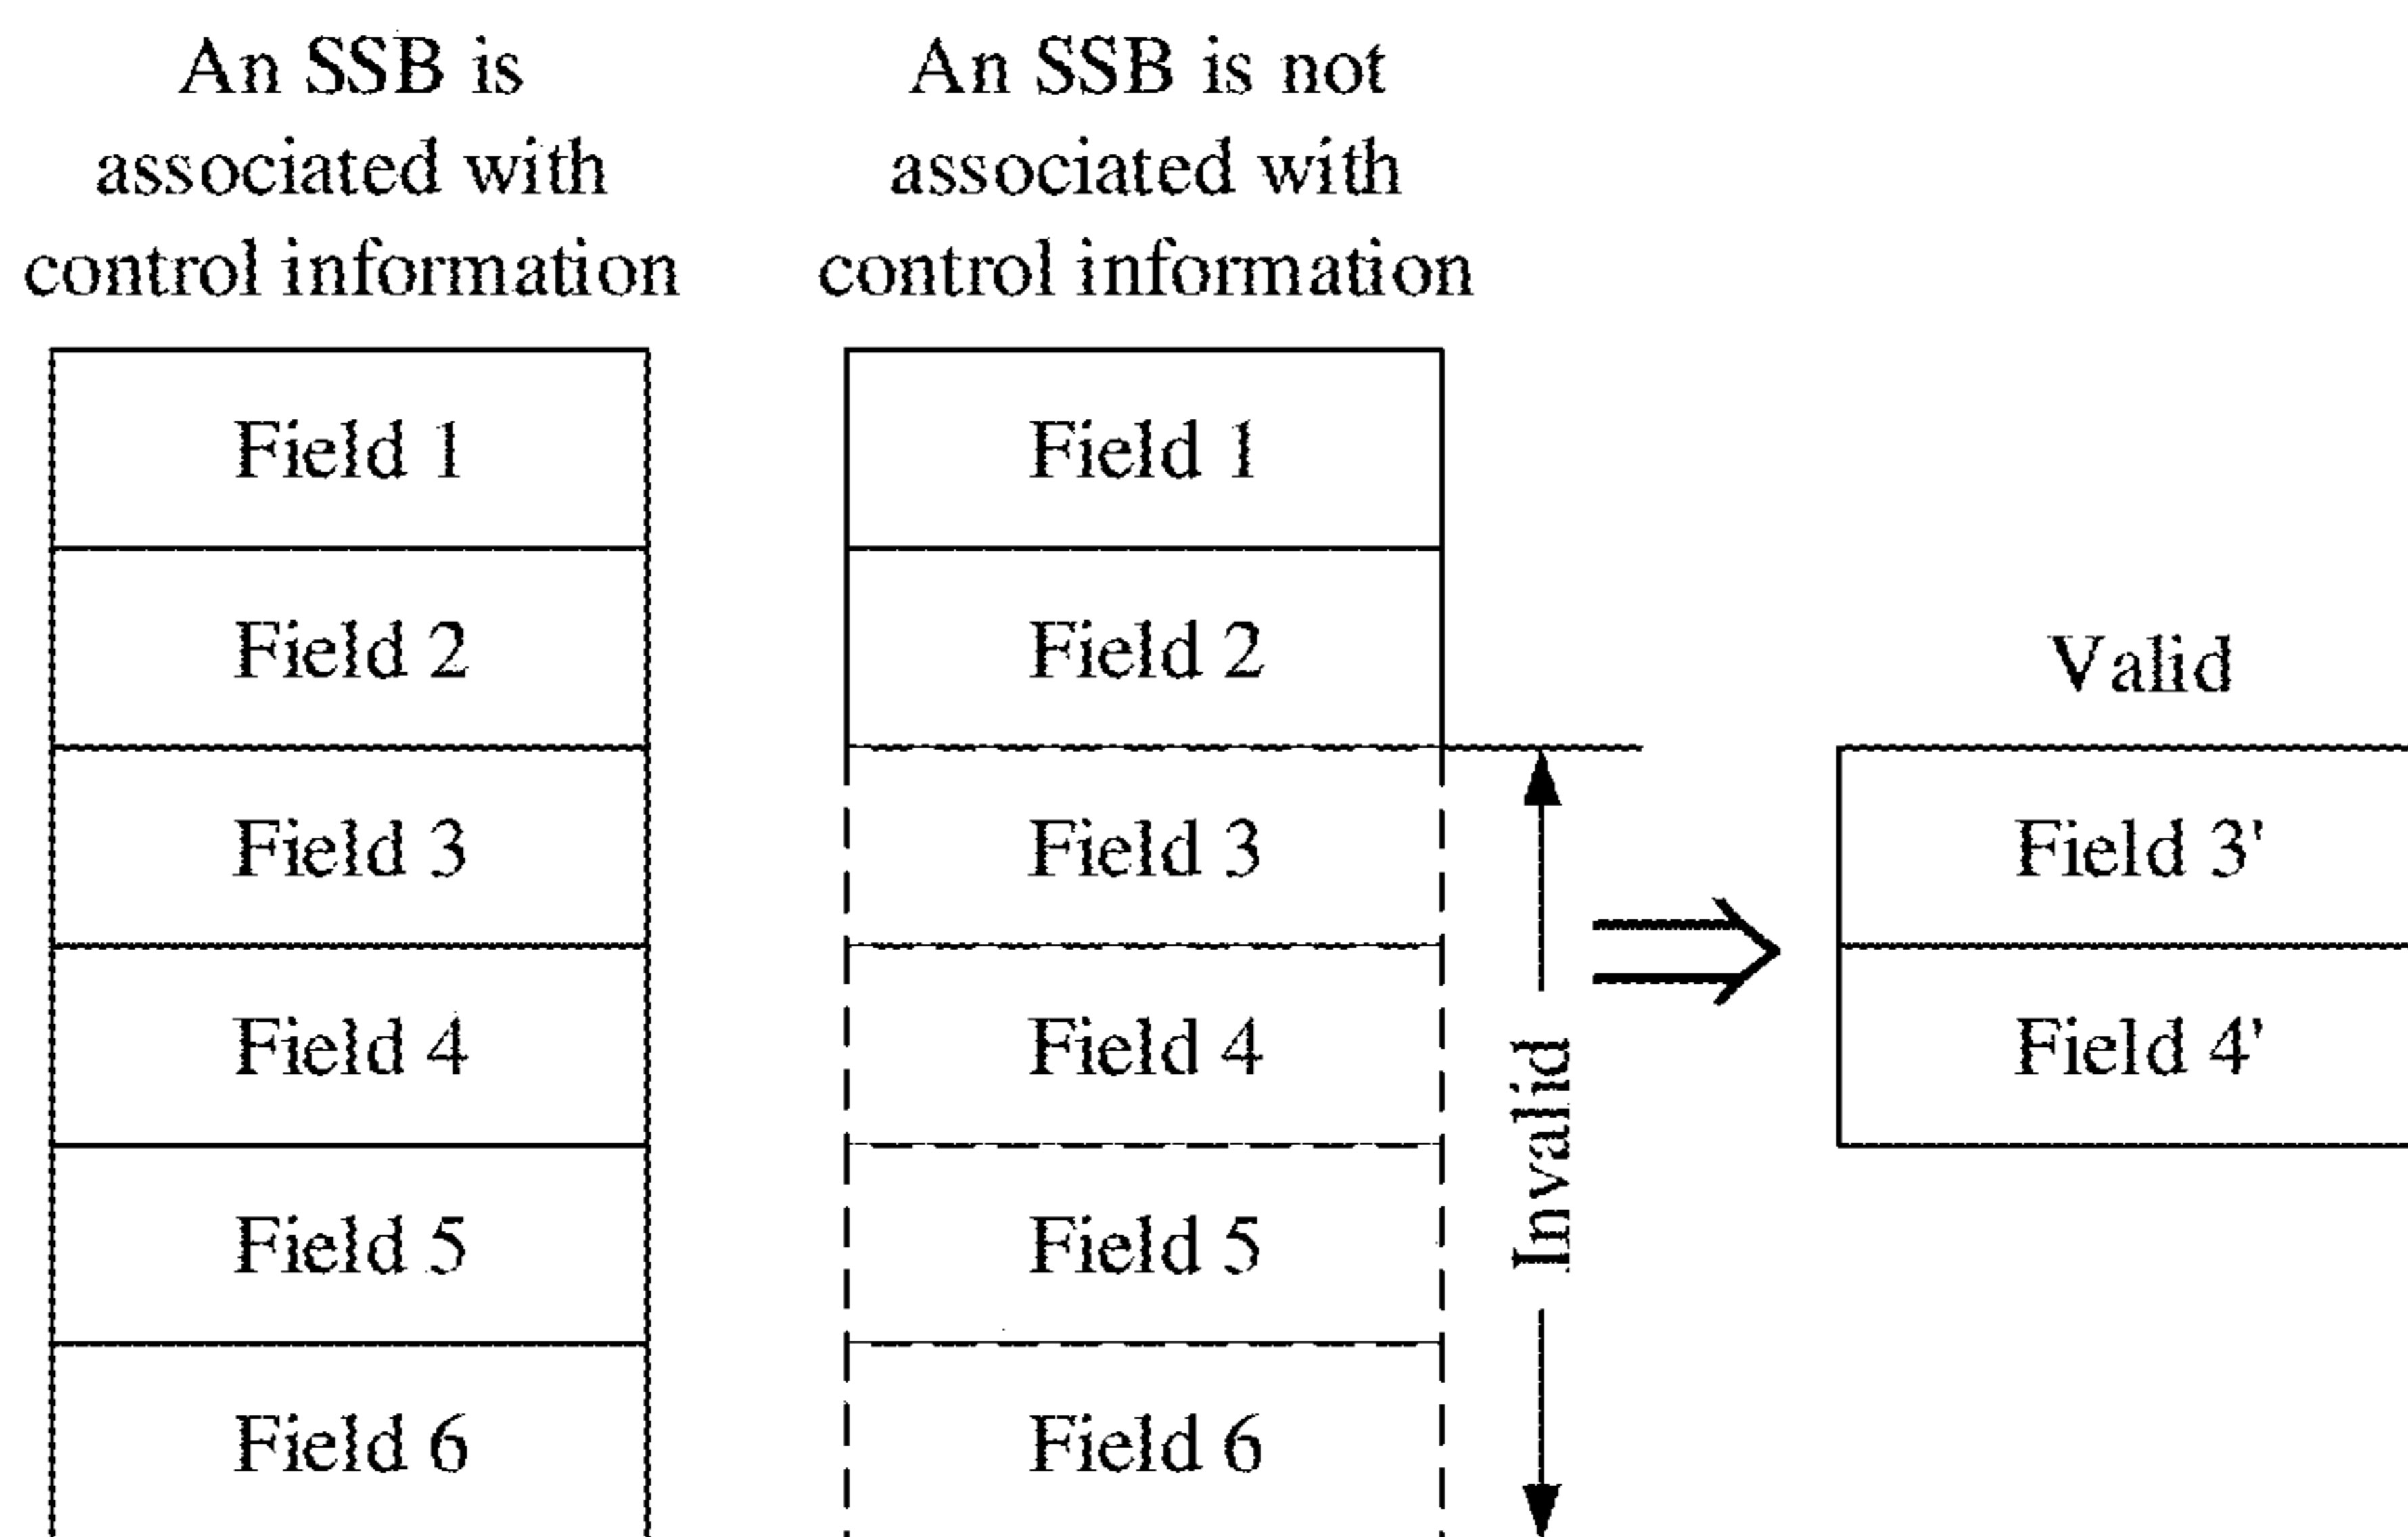 An SSB is
associated with
control information
Field 1
Field 2
Field 3
Field 4
Field 5
Field 6
An SSB is not
associated with
control information
Field 1
Field 2
Field 3
Field 4
Field 5
Field 6
Invalid
Valid
Field 3'
Field 4'